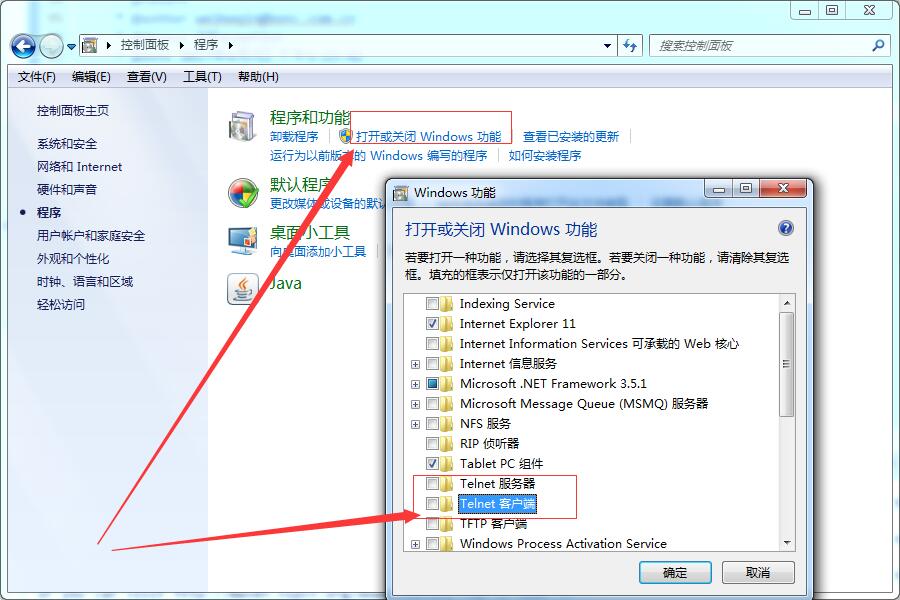 控制面板 程序
搜索控制面板
文件(F) 编辑(E) 查看(V) 工具(T) 帮助(H)
控制面板主页
系统和安全
网络和 Internet
硬件和声音
程序
用户帐户和家庭安全
外观和个性化
时钟、语言和区域
轻松访问
程序和功能
卸载程序 打开或关闭 Windows 功能 查看已安装的更新
运行为以前版本的 Windows 编写的程序 如何安装程序
默认程序
更改媒体或设备的默认
桌面小工具
向桌面添加小工具
Java
Windows 功能
打开或关闭 Windows 功能
若要打开一种功能，请选择其复选框。若要关闭一种功能，请清除其复选
框。填充的框表示仅打开该功能的一部分。
Indexing Service
Internet Explorer 11
Internet Information Services 可承载的 Web 核心
Internet 信息服务
Microsoft .NET Framework 3.5.1
Microsoft Message Queue (MSMQ) 服务器
NFS 服务
RIP 侦听器
Tablet PC 组件
Telnet 服务器
Telnet 客户端
TFTP 客户端
Windows Process Activation Service
确定 取消